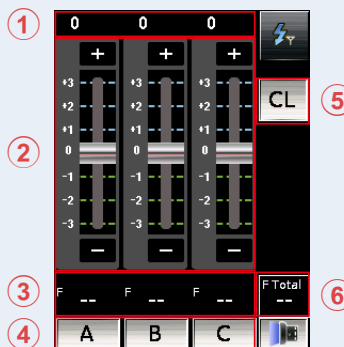 1
0 0 0
+ + +
+3 +3 +3
+2 +2 +2
CL
5
+1 +1 +1
2
0 0 0
-1 -1 -1
-2 -2 -2
-3 -3 -3
− − −
F Total
3
F -- F -- F --
--
6
4
A B C